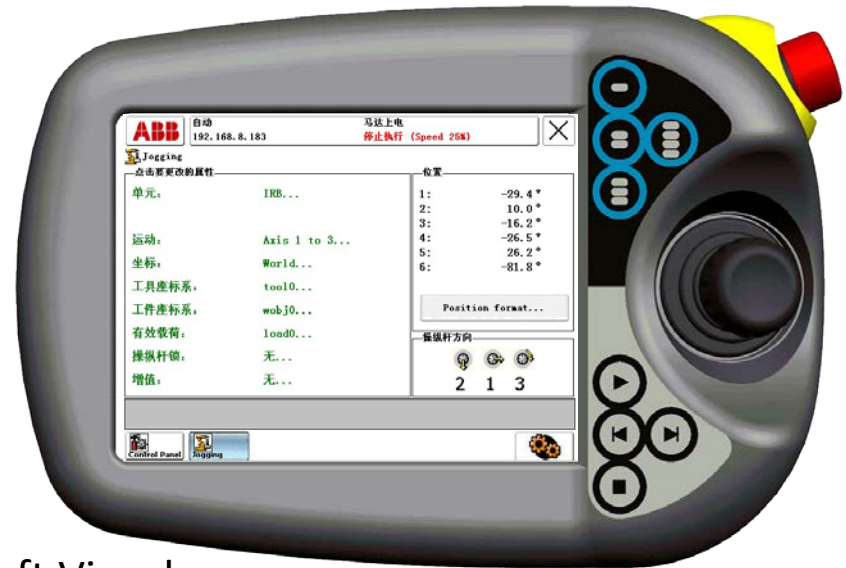 ABB
自动
192.168.8.183
马达上电
停止执行 (Speed 25%)
Jogging
点击要更改的属性
单元: IRB...
运动: Axis 1 to 3...
坐标: World...
工具座标系: tool0...
工件座标系: wobj0...
有效载荷: load0...
操纵杆锁: 无...
增值: 无...
位置
1: -29.4°
2: 10.0°
3: -16.2°
4: -26.5°
5: 26.2°
6: -81.8°
Position format...
操纵杆方向
2 1 3
Control Panel
Jogging